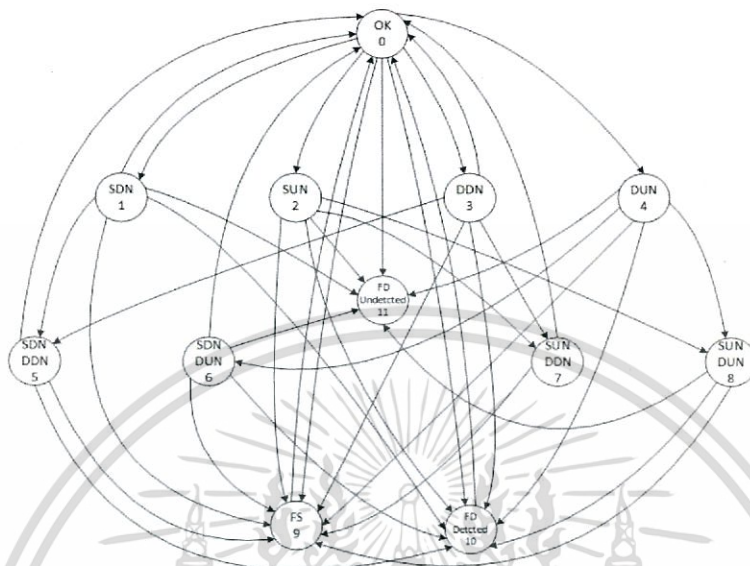 OK
0
SDN
1
SUN
2
DDN
3
DUN
4
FD
Undetcted
11
SDN
DDN
5
SDN
DUN
6
SUN
DDN
7
SUN
DUN
8
FS
9
FD
Detcted
10